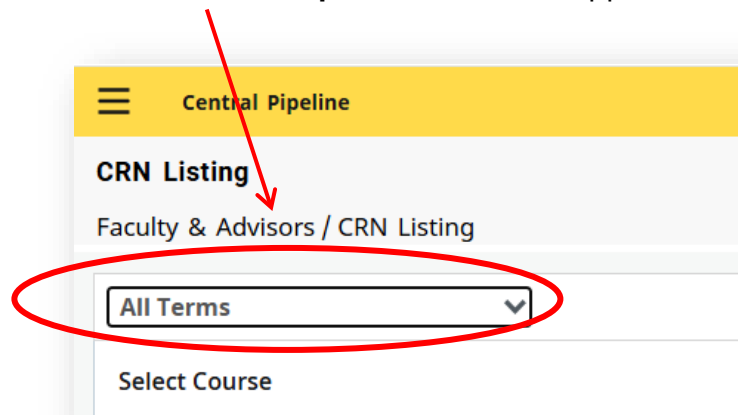 Central Pipeline
CRN Listing
Faculty & Advisors / CRN Listing
All Terms
Select Course